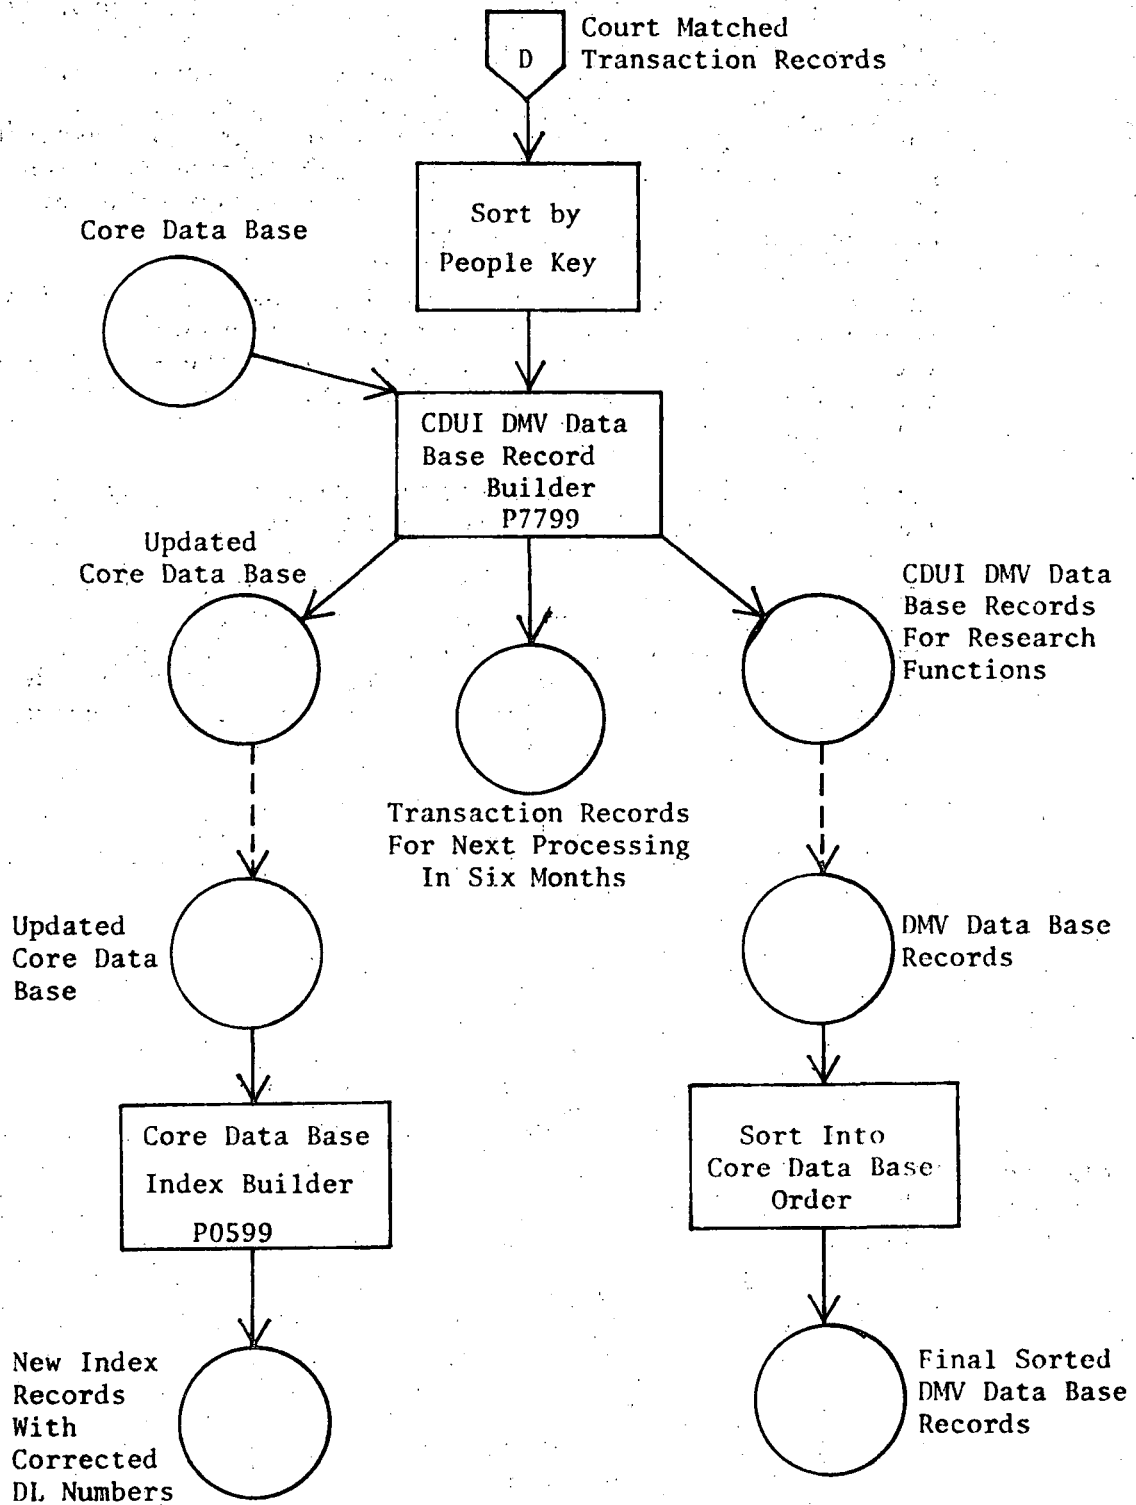 Court Matched
Transaction Records
D
Sort by
People Key
Core Data Base
CDUI DMV Data
Base Record
Builder
P7799
Updated
Core Data Base
CDUI DMV Data
Base Records
For Research
Functions
Transaction Records
For Next Processing
In Six Months
Updated
Core Data
Base
DMV Data Base
Records
Core Data Base
Index Builder
P0599
Sort Into
Core Data Base
Order
New Index
Records
With
Corrected
DL Numbers
Final Sorted
DMV Data Base
Records